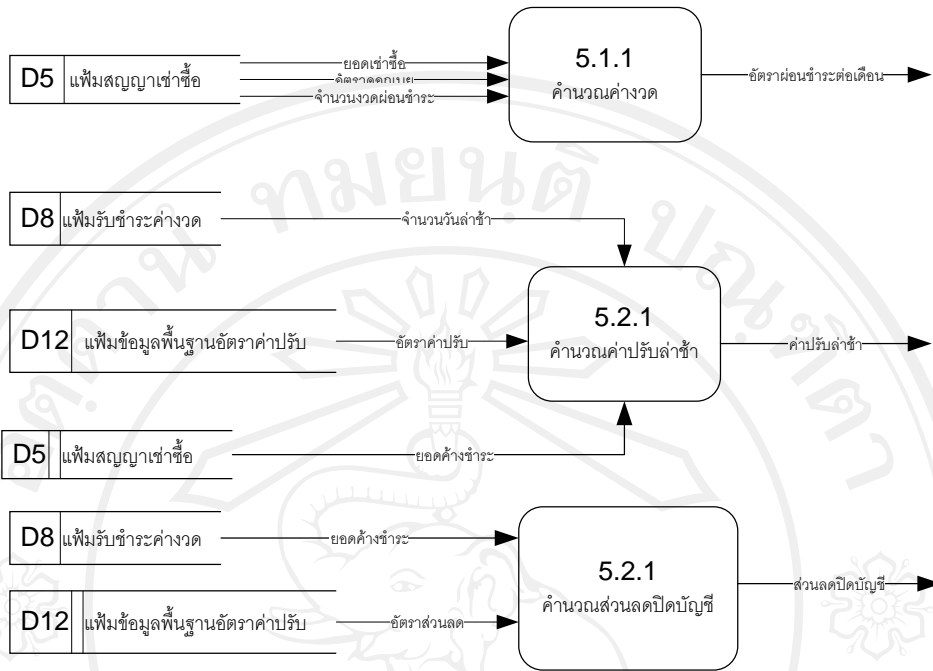 D5 แฟ้มสัญญาเช่าซื้อ
ยอดเช่าซื้อ
อัตราดอกเบี้ย
จำนวนงวดผ่อนชำระ
5.1.1
คำนวณค่างวด
อัตราผ่อนชำระต่อเดือน
D8 แฟ้มรับชำระค่างวด
จำนวนวันล่าช้า
D12 แฟ้มข้อมูลพื้นฐานอัตราค่าปรับ
อัตราค่าปรับ
5.2.1
คำนวณค่าปรับล่าช้า
ค่าปรับล่าช้า
D5 แฟ้มสัญญาเช่าซื้อ
ยอดค้างชำระ
D8 แฟ้มรับชำระค่างวด
ยอดค้างชำระ
D12 แฟ้มข้อมูลพื้นฐานอัตราค่าปรับ
อัตราส่วนลด
5.2.1
คำนวณส่วนลดปิดบัญชี
ส่วนลดปิดบัญชี